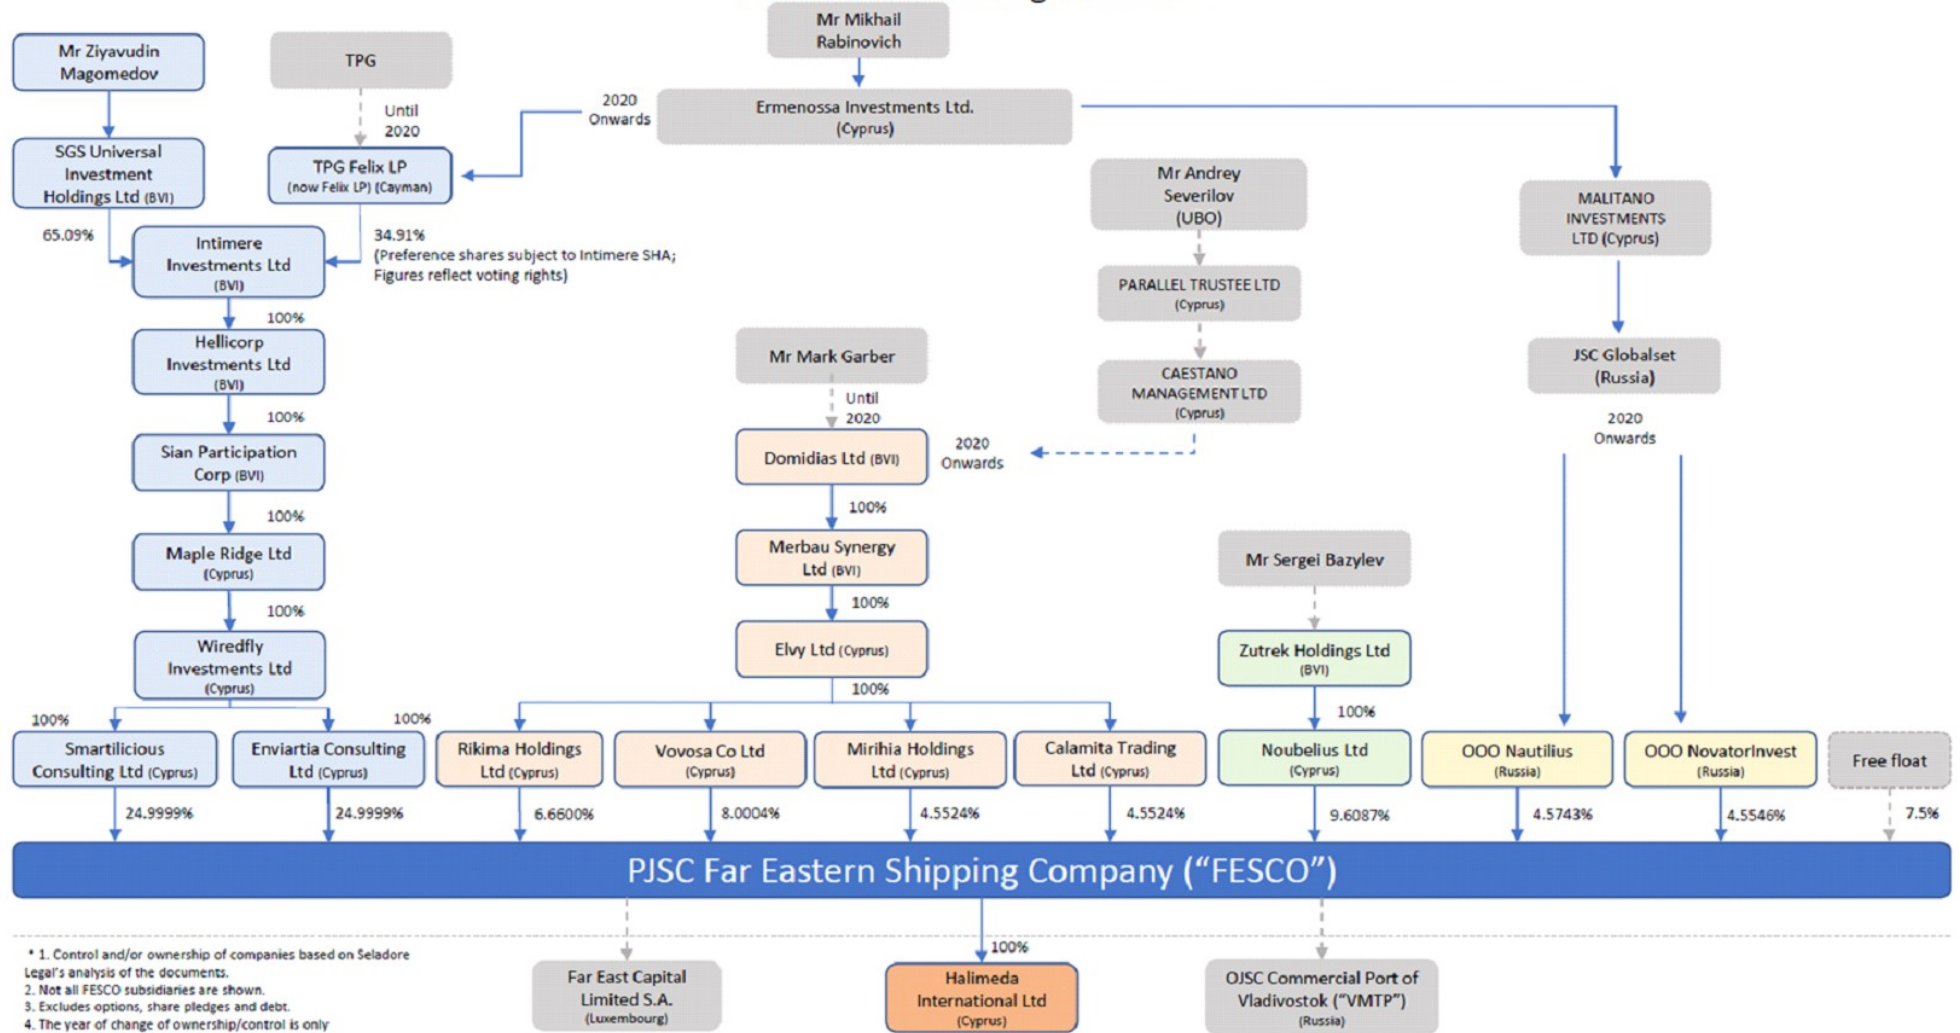 Mr Mikhail
Rabinovich
Mr Ziyavudin
Magomedov
TPG
Until
2020
2020
Onwards
Ermenossa Investments Ltd.
(Cyprus)
SGS Universal
Investment
Holdings Ltd (BVI)
TPG Felix LP
(now Felix LP) (Cayman)
Mr Andrey
Severilov
(UBO)
MALITANO
INVESTMENTS
LTD (Cyprus)
65.09%
Intimere
Investments Ltd
(BVI)
34.91%
(Preference shares subject to Intimere SHA;
Figures reflect voting rights)
PARALLEL TRUSTEE LTD
(Cyprus)
100%
Hellicorp
Investments Ltd
(BVI)
Mr Mark Garber
CAESTANO
MANAGEMENT LTD
(Cyprus)
JSC Globalset
(Russia)
100%
Until
2020
2020
Onwards
Sian Participation
Corp (BVI)
Domidias Ltd (BVI)
2020
Onwards
100%
100%
Maple Ridge Ltd
(Cyprus)
Merbau Synergy
Ltd (BVI)
Mr Sergei Bazylev
100%
100%
Wiredfly
Investments Ltd
(Cyprus)
Elvy Ltd (Cyprus)
Zutrek Holdings Ltd
(BVI)
100%
100%
100%
100%
Smartilicious
Consulting Ltd (Cyprus)
Enviartia Consulting
Ltd (Cyprus)
Rikima Holdings
Ltd (Cyprus)
Vovosa Co Ltd
(Cyprus)
Mirihia Holdings
Ltd (Cyprus)
Calamita Trading
Ltd (Cyprus)
Noubelius Ltd
(Cyprus)
OOO Nautilius
(Russia)
OOO NovatorInvest
(Russia)
Free float
24.9999%
24.9999%
6.6600%
8.0004%
4.5524%
4.5524%
9.6087%
4.5743%
4.5546%
7.5%
PJSC Far Eastern Shipping Company (“FESCO”)
100%
* 1. Control and/or ownership of companies based on Seladore
Legal's analysis of the documents.
2. Not all FESCO subsidiaries are shown.
3. Excludes options, share pledges and debt.
4. The year of change of ownership/control is only
Far East Capital
Limited S.A.
(Luxembourg)
Halimeda
International Ltd
(Cyprus)
OJSC Commercial Port of
Vladivostok (“VMTP”)
(Russia)